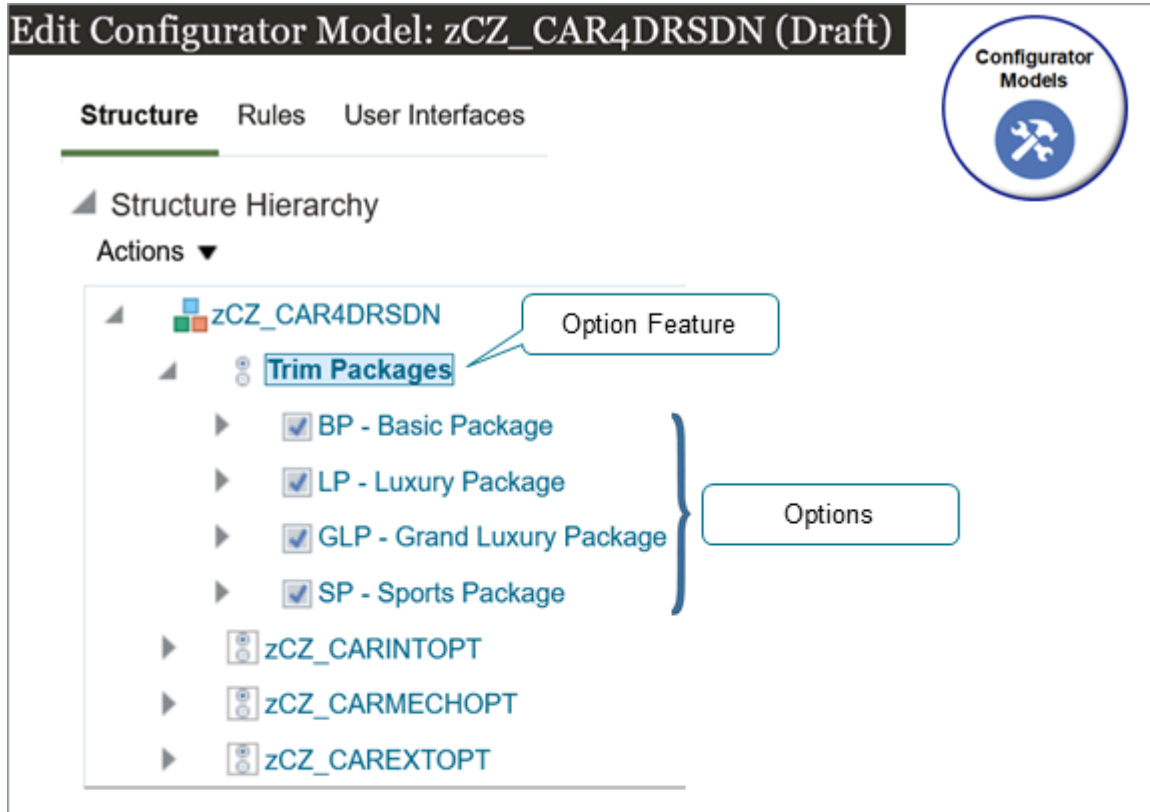 Edit Configurator Model: zCZ_CAR4DRSDN (Draft)
Configurator
Models
Structure Rules User Interfaces
Structure Hierarchy
Actions
zCZ_CAR4DRSDN
Option Feature
Trim Packages
BP - Basic Package
LP - Luxury Package
GLP - Grand Luxury Package
SP - Sports Package
Options
zCZ_CARINTOPT
zCZ_CARMECHOPT
zCZ_CAREXTOPT